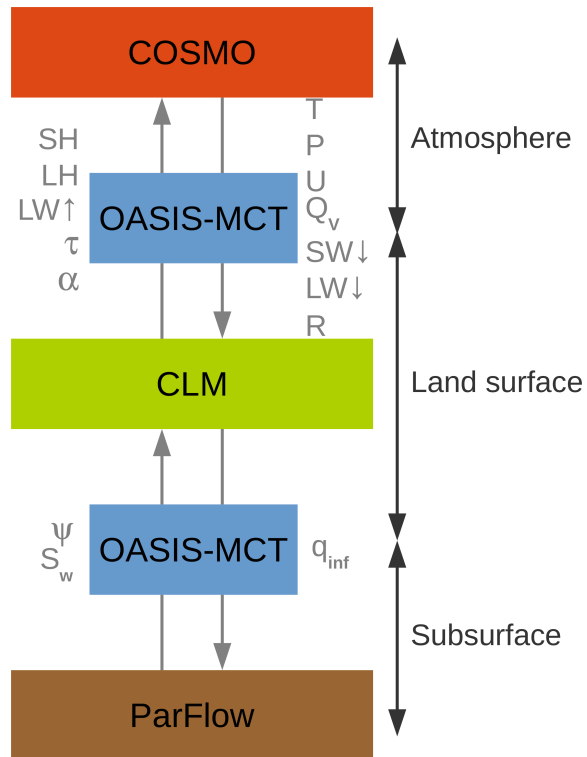 COSMO
SH
LH
LW↑
τ
α
OASIS-MCT
T
P
U
Qv
SW↓
LW↓
R
Atmosphere
CLM
Land surface
ψ
Sw
OASIS-MCT
qinf
Subsurface
ParFlow